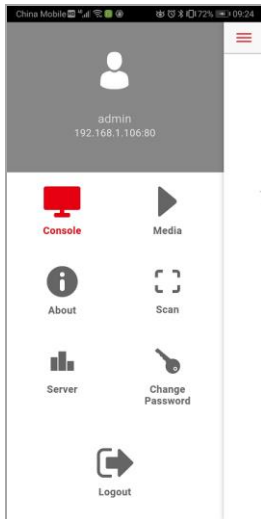 China Mobile 72% 09:24
admin
192.168.1.106:80
Console Media
About Scan
Server Change
Password
Logout